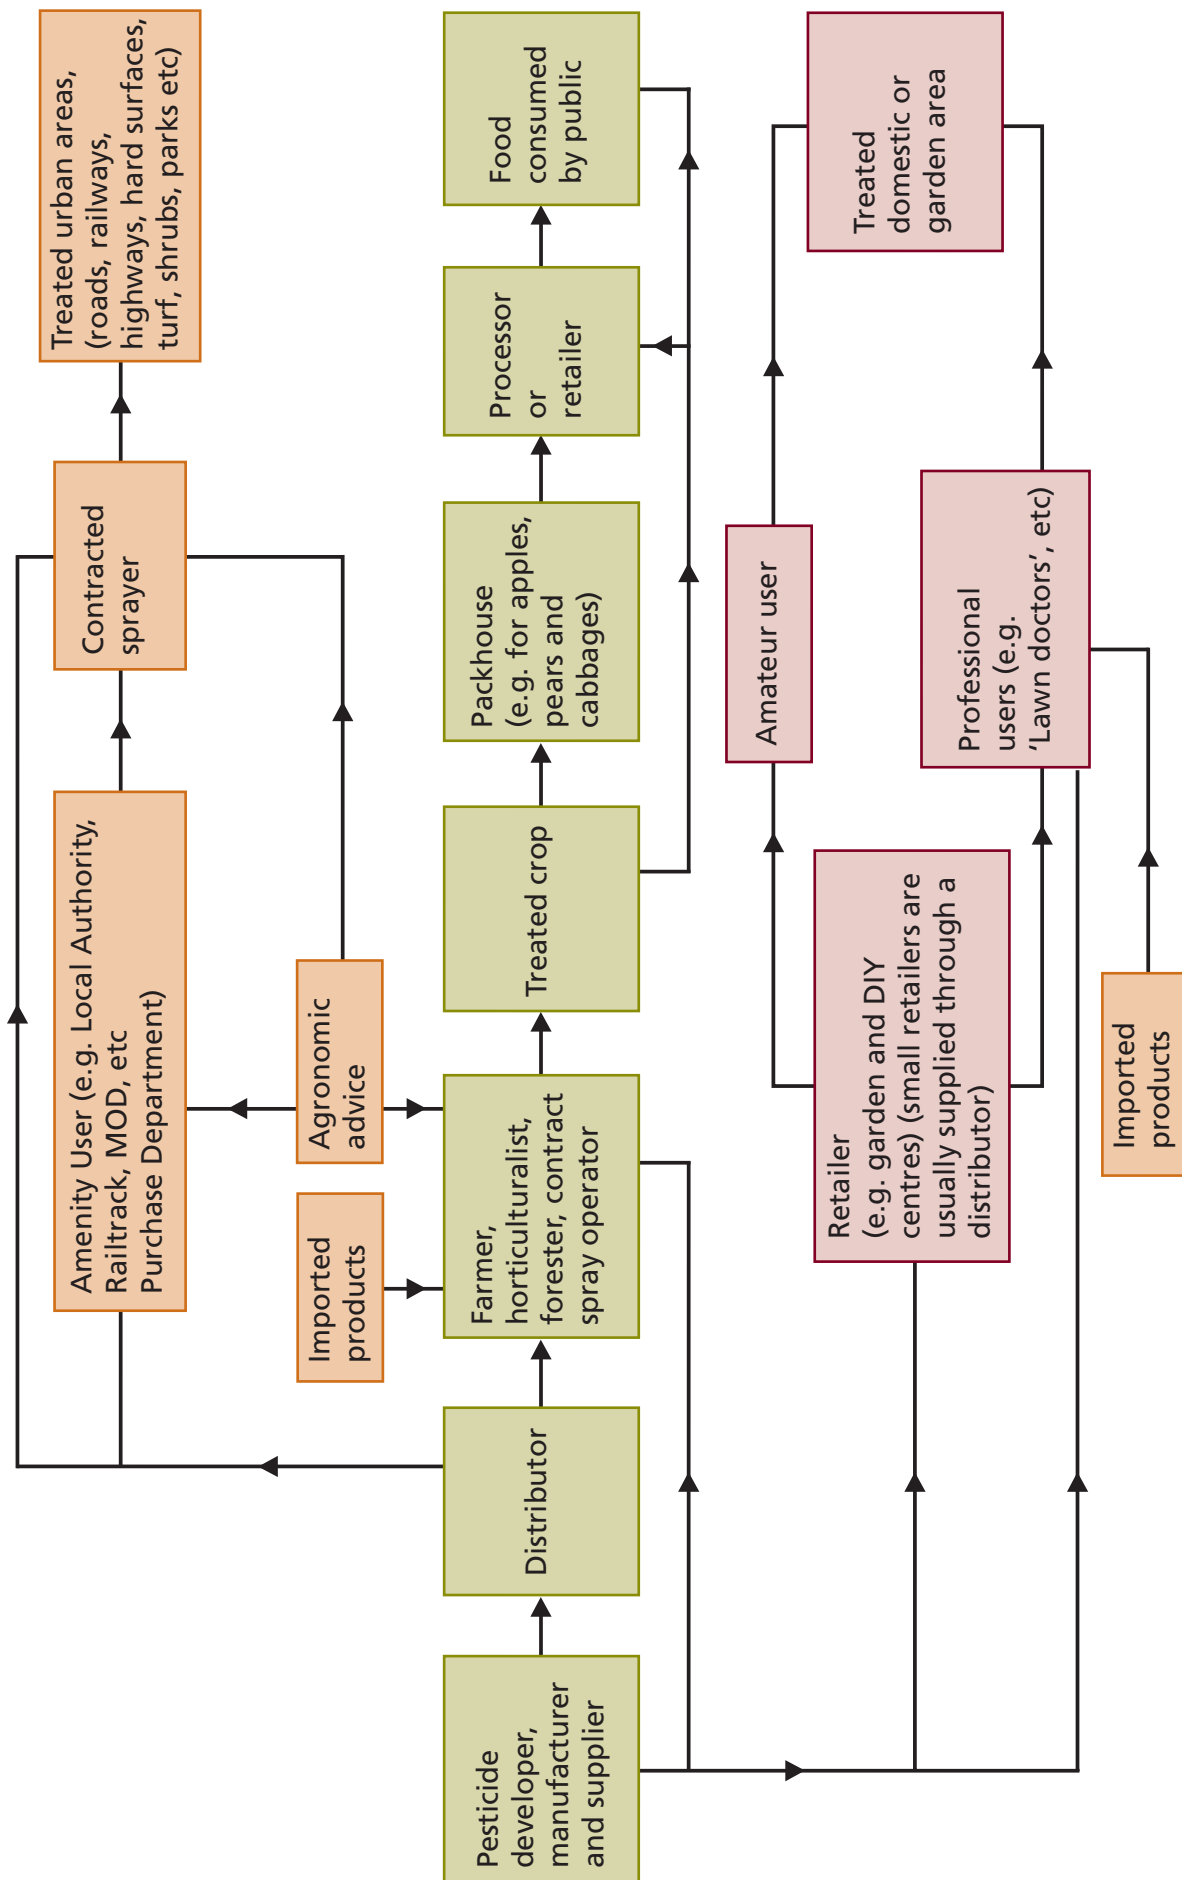 Treated urban areas,
(roads, railways,
highways, hard surfaces,
turf, shrubs, parks etc)
Contracted
sprayer
Amenity User (e.g. Local Authority,
Railtrack, MOD, etc
Purchase Department)
Agronomic
advice
Imported
products
Food
consumed
by public
Processor
or
retailer
Packhouse
(e.g. for apples,
pears and
cabbages)
Treated crop
Farmer,
horticulturalist,
forester, contract
spray operator
Distributor
Pesticide
developer,
manufacturer
and supplier
Treated
domestic or
garden area
Amateur user
Professional
users (e.g.
'Lawn doctors', etc)
Retailer
(e.g. garden and DIY
centres) (small retailers are
usually supplied through a
distributor)
Imported
products